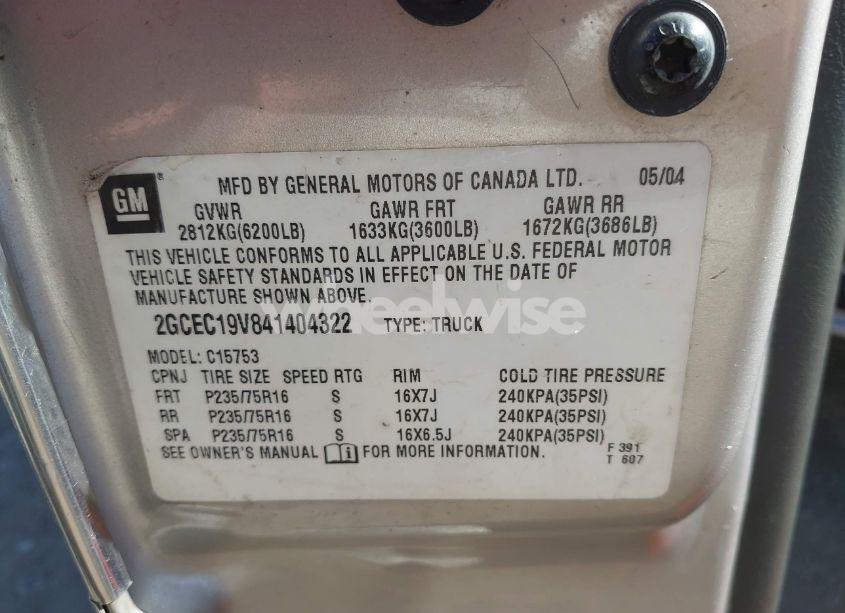 GM
MFD BY GENERAL MOTORS OF CANADA LTD. 05/04
GVWR GAWR FRT GAWR RR
2812KG(6200LB) 1633KG(3600LB) 1672KG(3686LB)
THIS VEHICLE CONFORMS TO ALL APPLICABLE U.S. FEDERAL MOTOR
VEHICLE SAFETY STANDARDS IN EFFECT ON THE DATE OF
MANUFACTURE SHOWN ABOVE.
wheelwise
2GCEC19V841404322 TYPE: TRUCK
MODEL: C15753
CPNJ TIRE SIZE SPEED RTG RIM COLD TIRE PRESSURE
FRT P235/75R16 S 16X7J 240KPA(35PSI)
RR P235/75R16 S 16X7J 240KPA(35PSI)
SPA P235/75R16 S 16X6.5J 240KPA(35PSI)
SEE OWNER'S MANUAL FOR MORE INFORMATION.
F 391
T 607